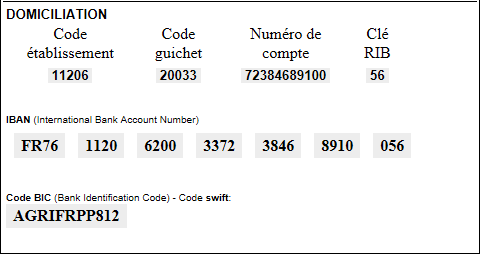 DOMICILIATION
Code établissement Code guichet Numéro de compte Clé RIB
11206 20033 72384689100 56
IBAN (International Bank Account Number)
FR76 1120 6200 3372 3846 8910 056
Code BIC (Bank Identification Code) - Code swift:
AGRIFRPP812